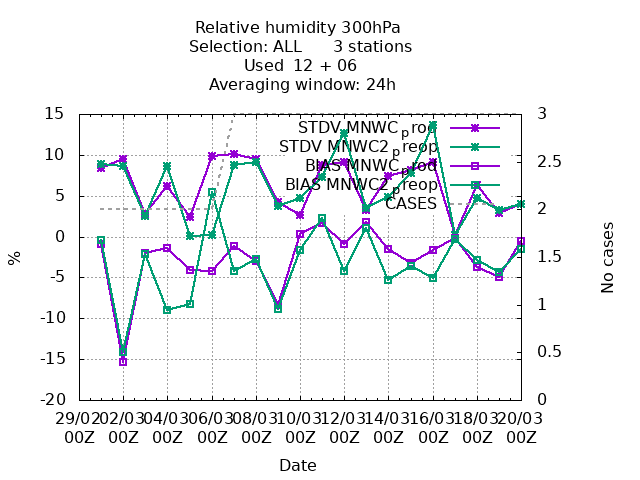 Relative humidity 300hPa
Selection: ALL 3 stations
Used 12 + 06
Averaging window: 24h
STDV MNWC_prod
STDV MNWC2_preop
BIAS MNWC_prod
BIAS MNWC2_preop
CASES
15
10
5
0
-5
-10
-15
-20
%
3
2.5
2
1.5
1
0.5
0
No cases
29/02 02/03 04/03 06/03 08/03 10/03 12/03 14/03 16/03 18/03 20/03
00Z 00Z 00Z 00Z 00Z 00Z 00Z 00Z 00Z 00Z 00Z
Date